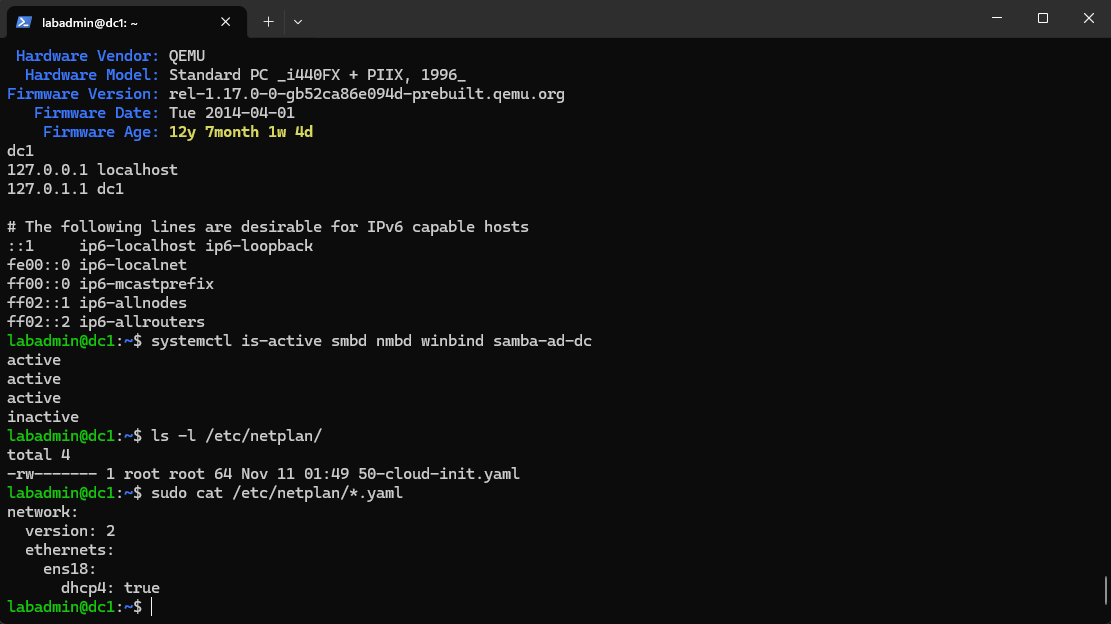 labadmin@dc1: ~
Hardware Vendor: QEMU
Hardware Model: Standard PC _i440FX + PIIX, 1996_
Firmware Version: rel-1.17.0-0-gb52ca86e094d-prebuilt.qemu.org
Firmware Date: Tue 2014-04-01
Firmware Age: 12y 7month 1w 4d
dc1
127.0.0.1 localhost
127.0.1.1 dc1
# The following lines are desirable for IPv6 capable hosts
::1     ip6-localhost ip6-loopback
fe00::0 ip6-localnet
ff00::0 ip6-mcastprefix
ff02::1 ip6-allnodes
ff02::2 ip6-allrouters
labadmin@dc1:~$ systemctl is-active smbd nmbd winbind samba-ad-dc
active
active
active
inactive
labadmin@dc1:~$ ls -l /etc/netplan/
total 4
-rw------- 1 root root 64 Nov 11 01:49 50-cloud-init.yaml
labadmin@dc1:~$ sudo cat /etc/netplan/*.yaml
network:
  version: 2
  ethernets:
    ens18:
      dhcp4: true
labadmin@dc1:~$